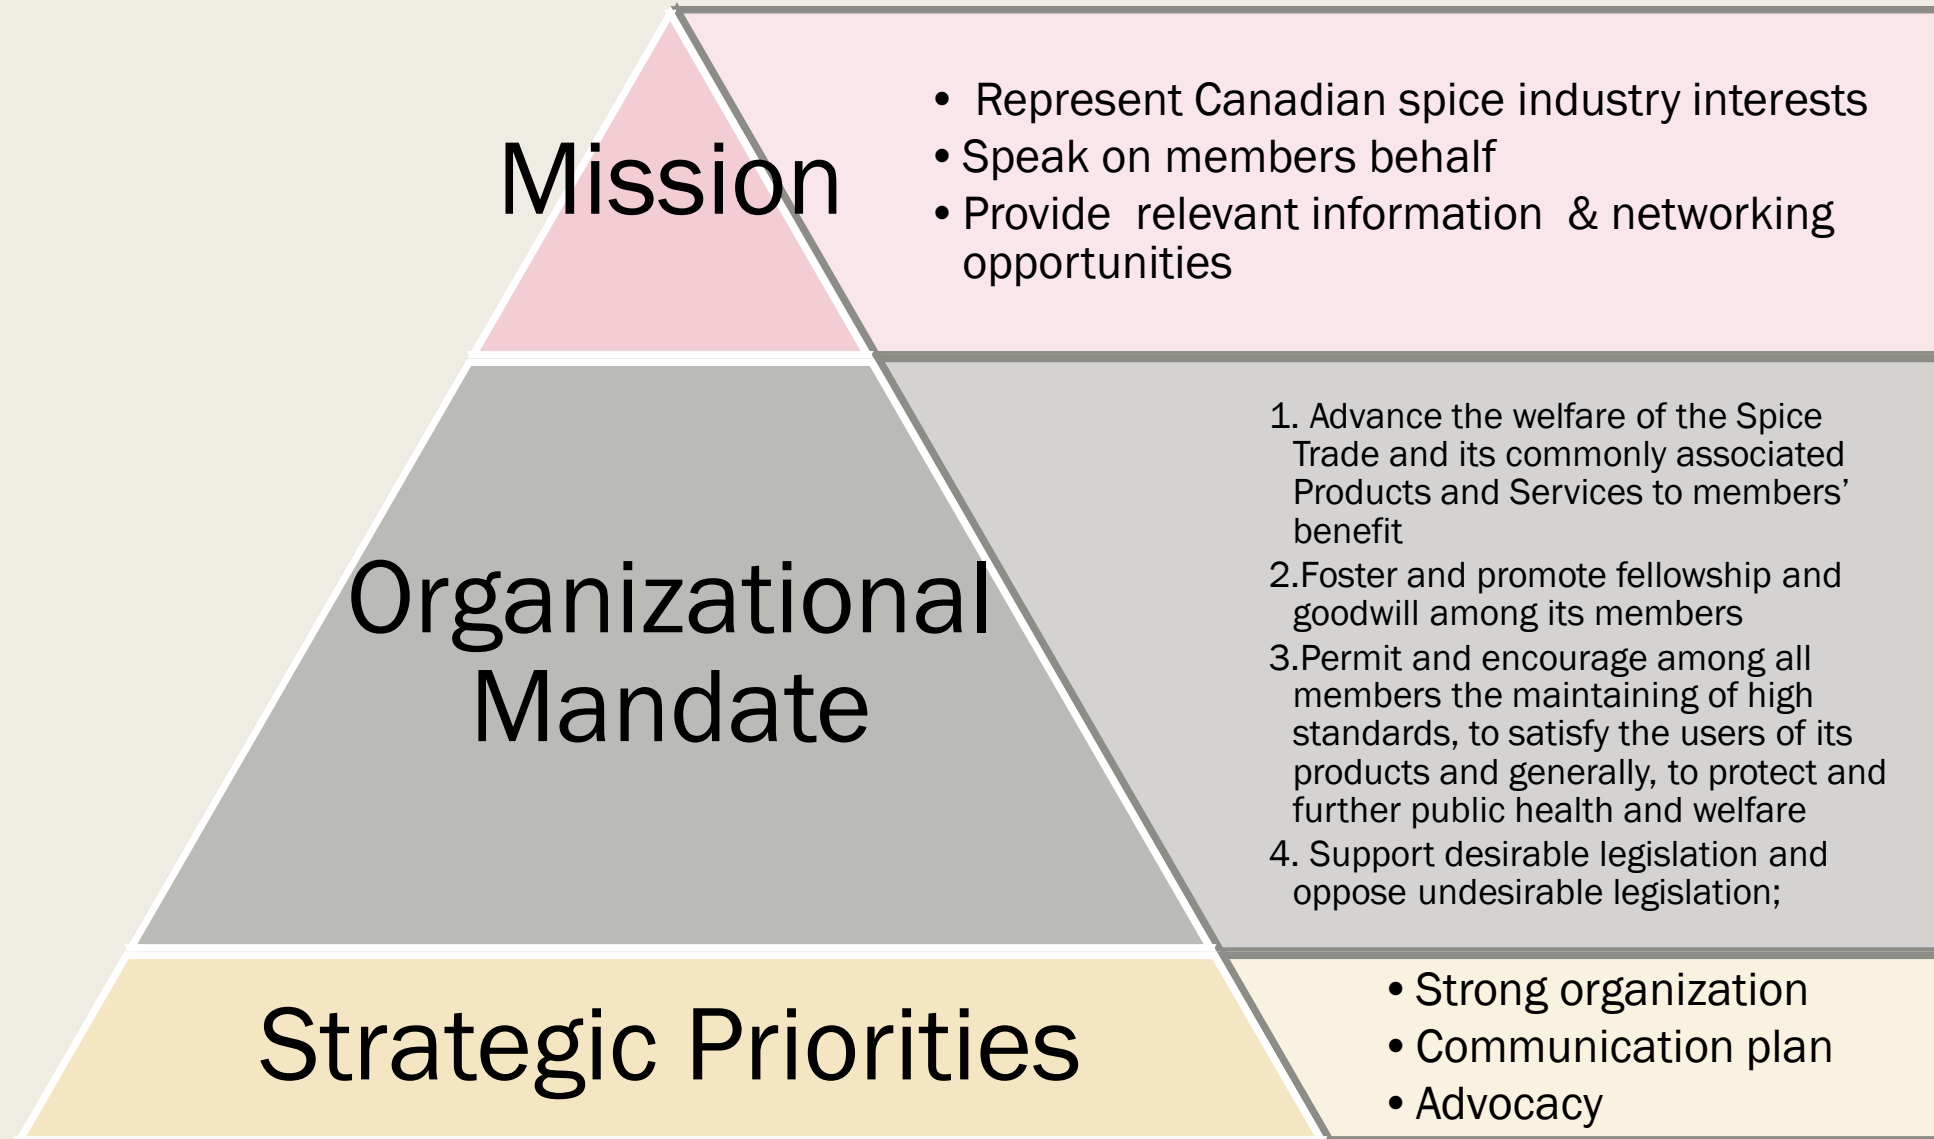 Mission
• Represent Canadian spice industry interests
• Speak on members behalf
• Provide relevant information & networking
opportunities
Organizational
Mandate
1. Advance the welfare of the Spice
Trade and its commonly associated
Products and Services to members’
benefit
2.Foster and promote fellowship and
goodwill among its members
3.Permit and encourage among all
members the maintaining of high
standards, to satisfy the users of its
products and generally, to protect and
further public health and welfare
4. Support desirable legislation and
oppose undesirable legislation;
Strategic Priorities
• Strong organization
• Communication plan
• Advocacy